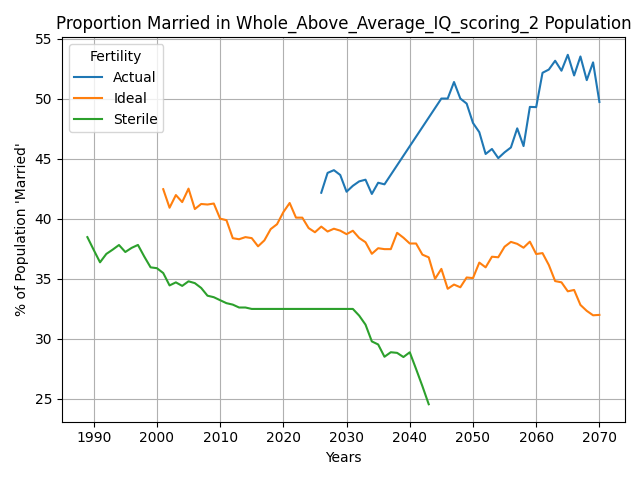 Proportion Married in Whole_Above_Average_IQ_scoring_2 Population
Fertility
Actual
Ideal
Sterile
% of Population 'Married'
55
50
45
40
35
30
25
1990 2000 2010 2020 2030 2040 2050 2060 2070
Years